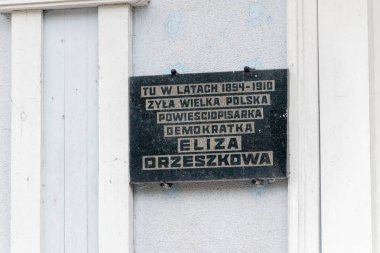 TU W LATACH 1894-1910
ŻYŁA WIELKA POLSKA
POWIEŚCIOPISARKA
DEMOKRATKA
ELIZA
ORZESZKOWA